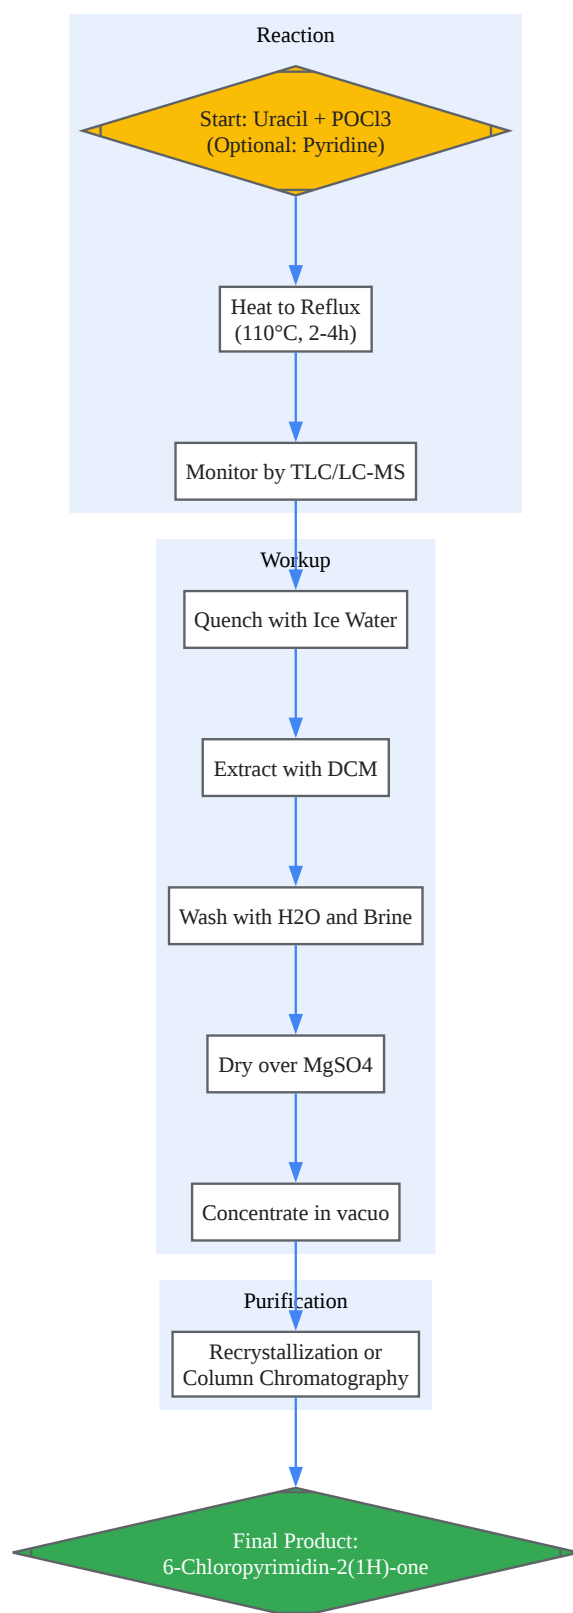 Reaction
Start: Uracil + POCl3
(Optional: Pyridine)
Heat to Reflux
(110°C, 2-4h)
Monitor by TLC/LC-MS
Workup
Quench with Ice Water
Extract with DCM
Wash with H2O and Brine
Dry over MgSO4
Concentrate in vacuo
Purification
Recrystallization or
Column Chromatography
Final Product:
6-Chloropyrimidin-2(1H)-one